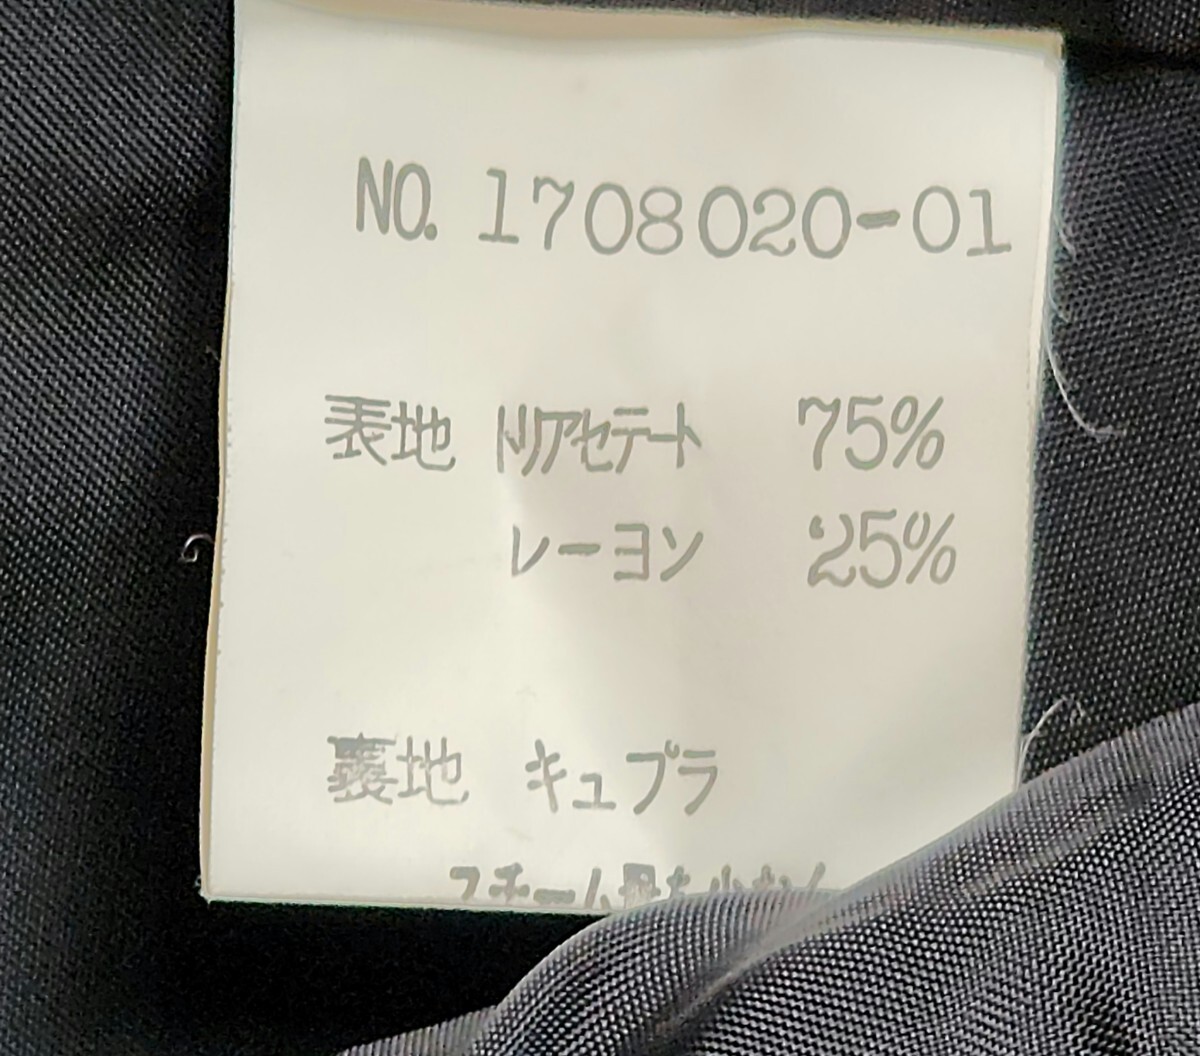 NO. 1708020-01
表地 トリアセテート 75%
レーヨン 25%
裏地 キュプラ